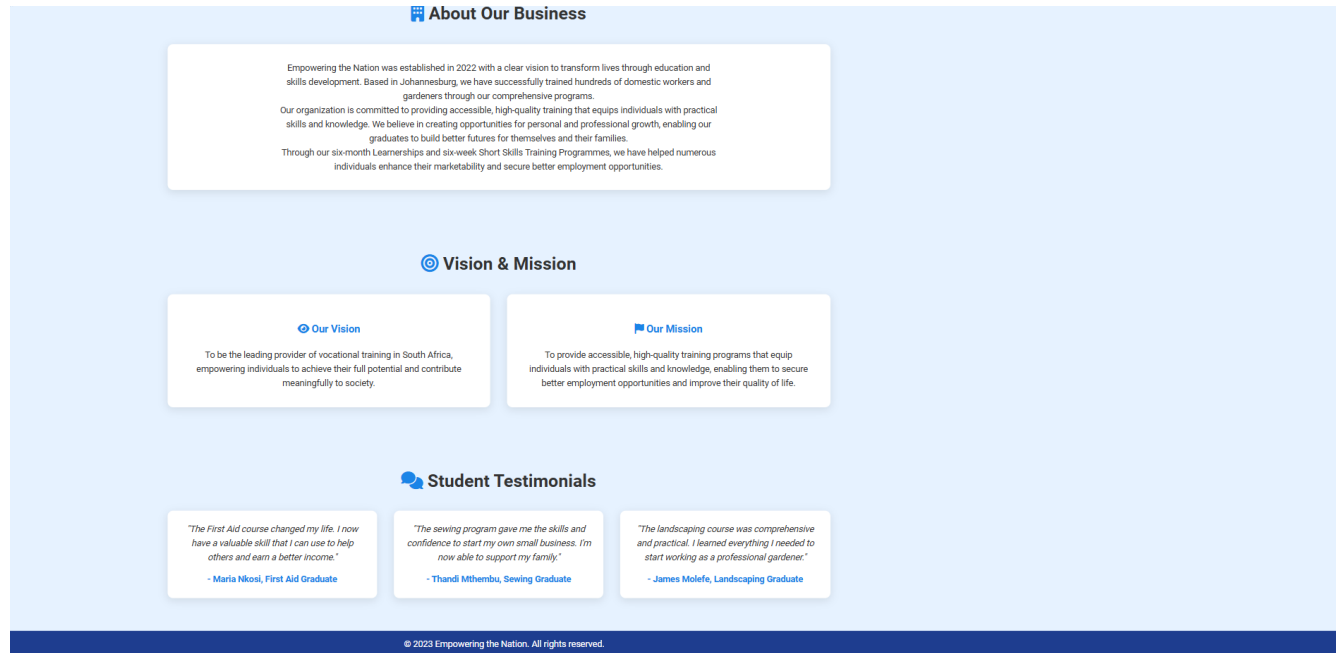 About Our Business
Empowering the Nation was established in 2022 with a clear vision to transform lives through education and
skills development. Based in Johannesburg, we have successfully trained hundreds of domestic workers and
gardeners through our comprehensive programs.
Our organization is committed to providing accessible, high-quality training that equips individuals with practical
skills and knowledge. We believe in creating opportunities for personal and professional growth, enabling our
graduates to build better futures for themselves and their families.
Through our six-month Learnerships and six-week Short Skills Training Programmes, we have helped numerous
individuals enhance their marketability and secure better employment opportunities.
Vision & Mission
Our Vision
To be the leading provider of vocational training in South Africa,
empowering individuals to achieve their full potential and contribute
meaningfully to society.
Our Mission
To provide accessible, high-quality training programs that equip
individuals with practical skills and knowledge, enabling them to secure
better employment opportunities and improve their quality of life.
Student Testimonials
"The First Aid course changed my life. I now
have a valuable skill that I can use to help
others and earn a better income."
- Maria Nkosi, First Aid Graduate
"The sewing program gave me the skills and
confidence to start my own small business. I'm
now able to support my family."
- Thandi Mthembu, Sewing Graduate
"The landscaping course was comprehensive
and practical. I learned everything I needed to
start working as a professional gardener."
- James Molefe, Landscaping Graduate
© 2023 Empowering the Nation. All rights reserved.